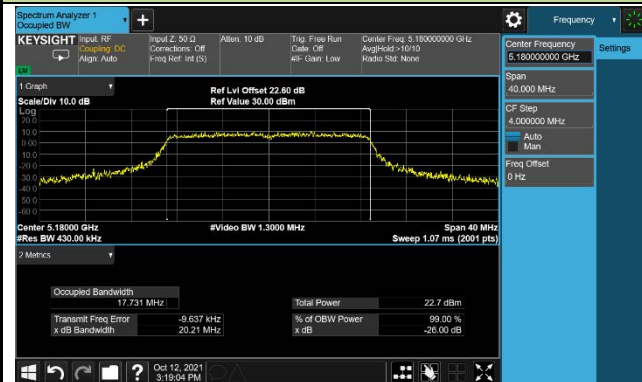 Spectrum Analyzer 1
Occupied BW
Frequency
KEYSIGHT
Input: RF
Coupling: DC
Align: Auto
Input Z: 50 Ω
Corrections: Off
Freq Ref: Int (S)
Atten: 10 dB
Trig: Free Run
Gate: Off
#IF Gain: Low
Center Freq: 5.180000000 GHz
Avg|Hold:>10/10
Radio Std: None
Center Frequency
5.180000000 GHz
Settings
Span
40.000 MHz
CF Step
4.000000 MHz
Auto
Man
Freq Offset
0 Hz
1 Graph
Scale/Div 10.0 dB
Ref Lvl Offset 22.60 dB
Ref Value 30.00 dBm
Log
20.0
10.0
0.00
-10.0
-20.0
-30.0
-40.0
-50.0
-60.0
Center 5.18000 GHz
#Video BW 1.3000 MHz
Span 40 MHz
#Res BW 430.00 kHz
Sweep 1.07 ms (2001 pts)
2 Metrics
Occupied Bandwidth
17.731 MHz
Total Power
22.7 dBm
Transmit Freq Error
-9.637 kHz
% of OBW Power
99.00 %
x dB Bandwidth
20.21 MHz
x dB
-26.00 dB
Oct 12, 2021
3:19:04 PM